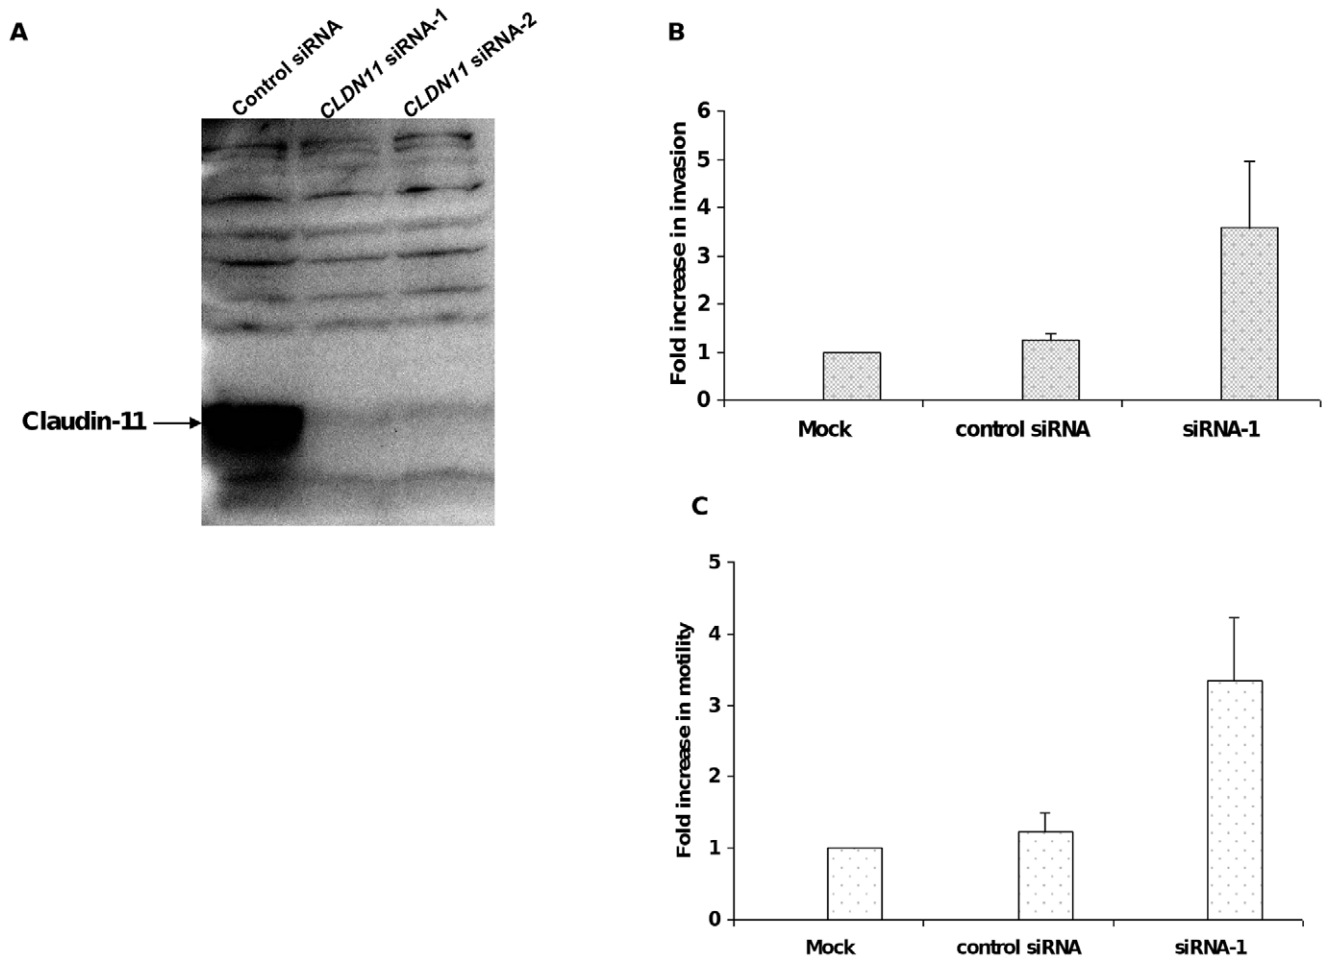 A
Control siRNA
CLDN11 siRNA-1
CLDN11 siRNA-2
Claudin-11
B
Fold increase in invasion
6
5
4
3
2
1
0
Mock
control siRNA
siRNA-1
C
Fold increase in motility
5
4
3
2
1
0
Mock
control siRNA
siRNA-1